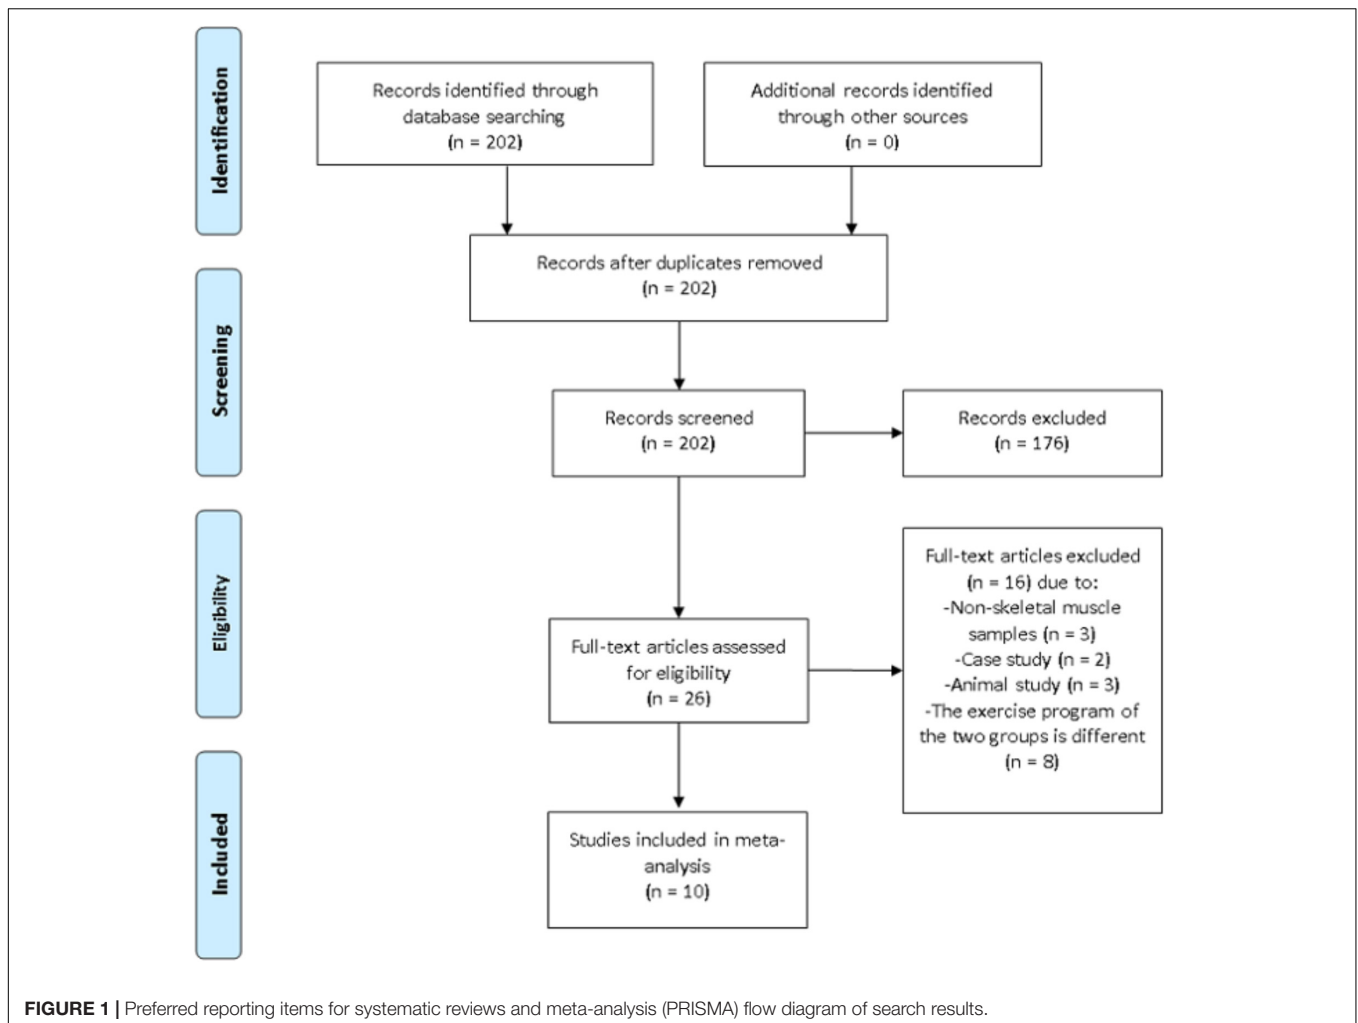 Identification
Records identified through
database searching
(n = 202)
Additional records identified
through other sources
(n = 0)
Records after duplicates removed
(n = 202)
Screening
Records screened
(n = 202)
Records excluded
(n = 176)
Eligibility
Full-text articles assessed
for eligibility
(n = 26)
Full-text articles excluded
(n = 16) due to:
-Non-skeletal muscle
samples (n = 3)
-Case study (n = 2)
-Animal study (n = 3)
-The exercise program of
the two groups is different
(n = 8)
Included
Studies included in meta-
analysis
(n = 10)
FIGURE 1 | Preferred reporting items for systematic reviews and meta-analysis (PRISMA) flow diagram of search results.